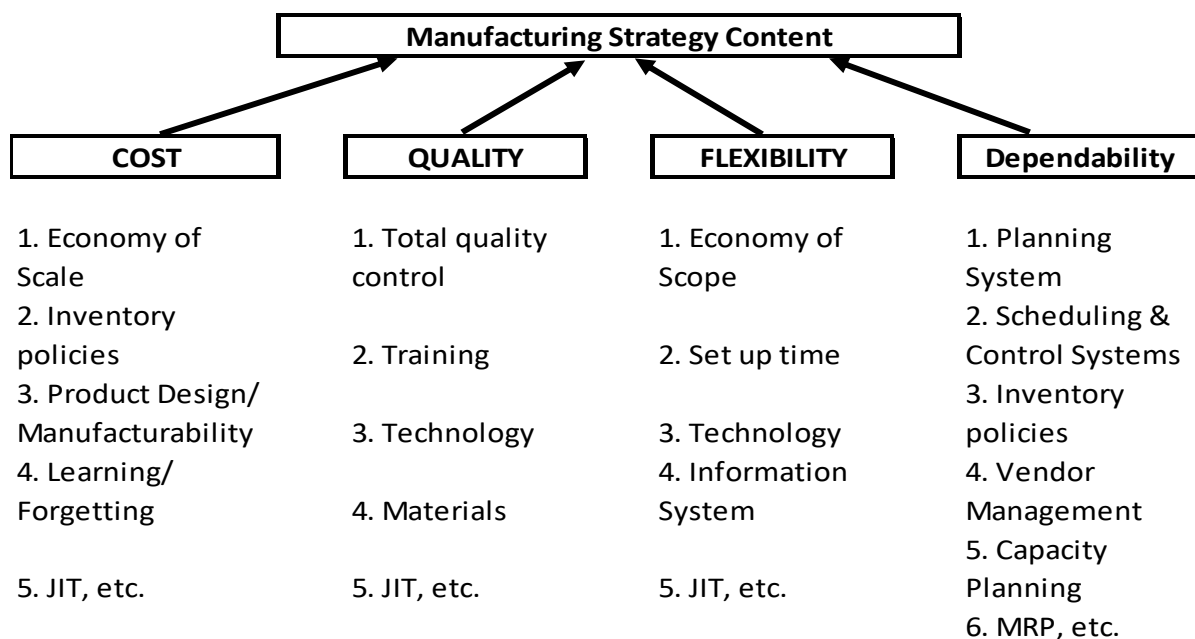 Manufacturing Strategy Content
COST
QUALITY
FLEXIBILITY
Dependability
1. Economy of
Scale
2. Inventory
policies
3. Product Design/
Manufacturability
4. Learning/
Forgetting
5. JIT, etc.
1. Total quality
control
2. Training
3. Technology
4. Materials
5. JIT, etc.
1. Economy of
Scope
2. Set up time
3. Technology
4. Information
System
5. JIT, etc.
1. Planning
System
2. Scheduling &
Control Systems
3. Inventory
policies
4. Vendor
Management
5. Capacity
Planning
6. MRP, etc.